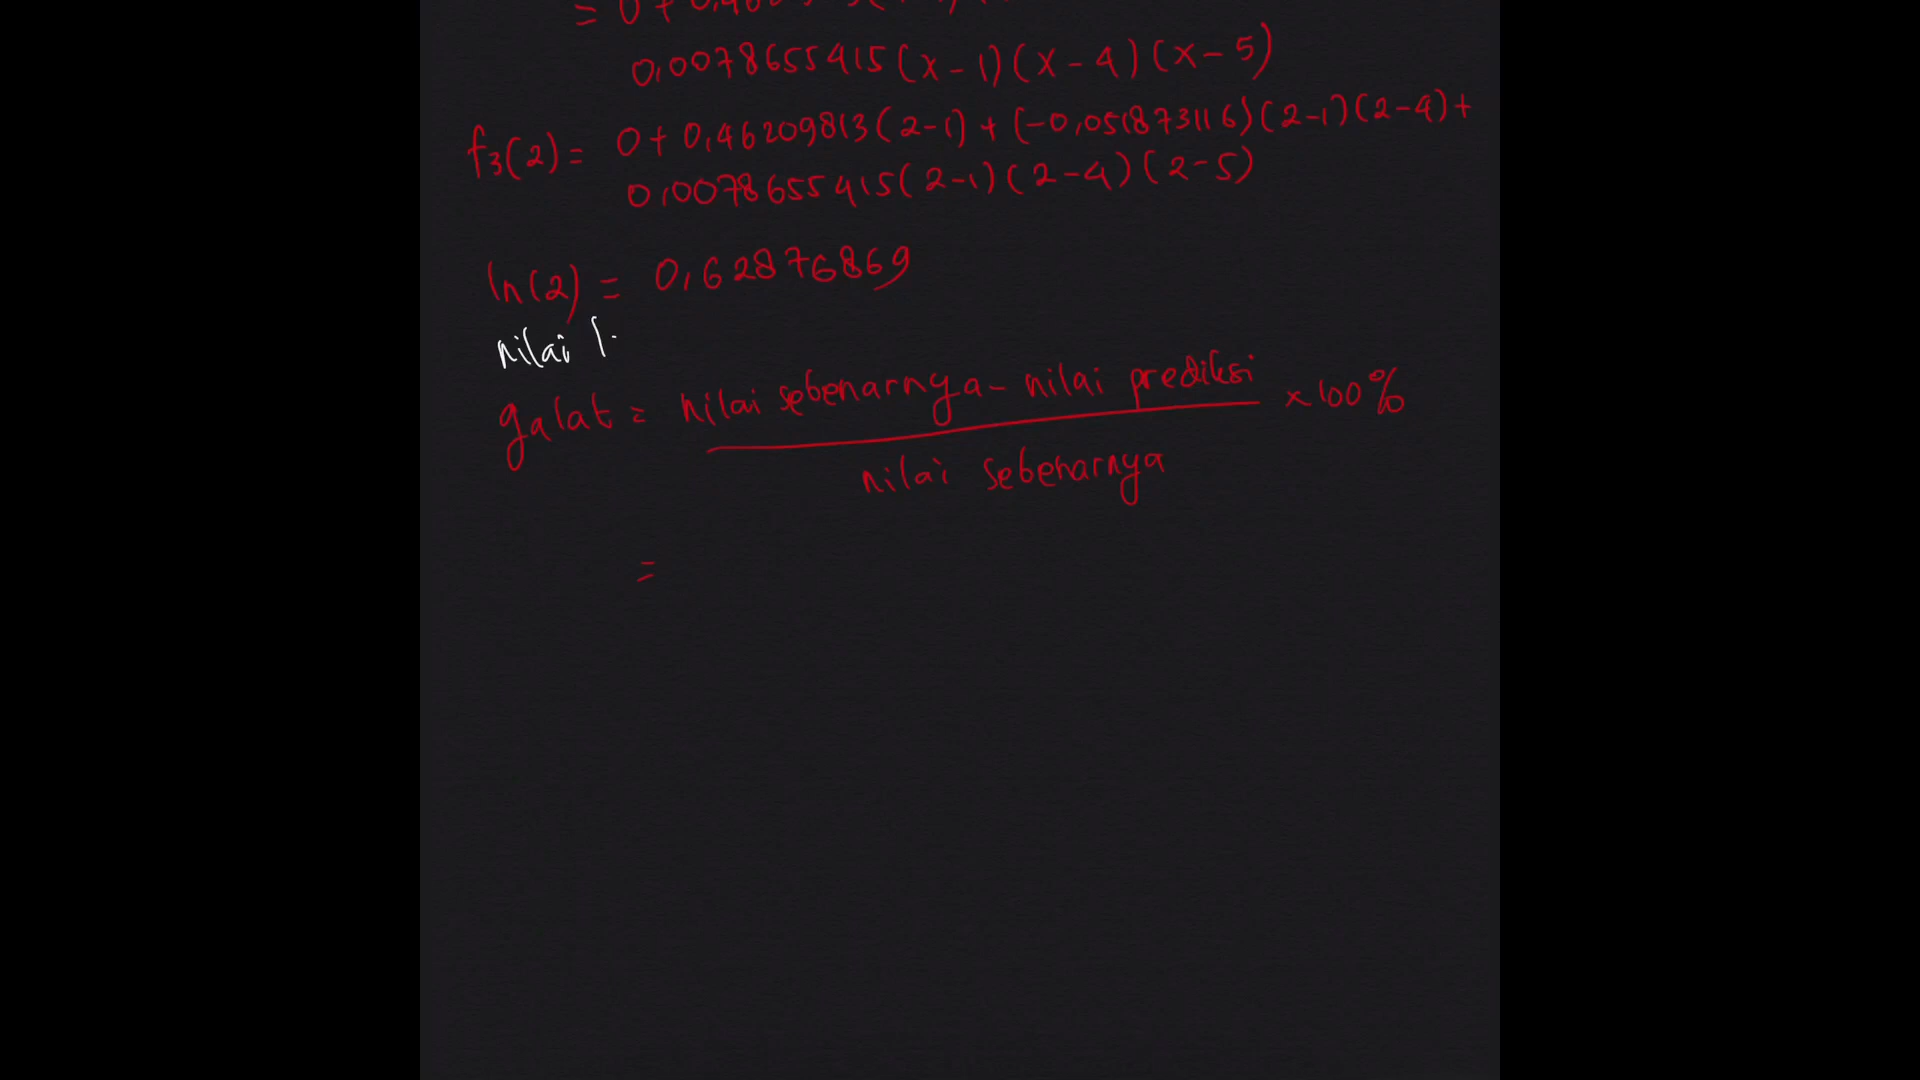 = 0 +
0,0078655415(x-1)(x-4)(x-5)
f3(2)= 0+0,46209813(2-1)+(-0,051873116)(2-1)(2-4)+
0,0078655415(2-1)(2-4)(2-5)
ln(2) = 0,62876869
nilai
galat = nilai sebenarnya - nilai prediksi × 100%
nilai sebenarnya
=